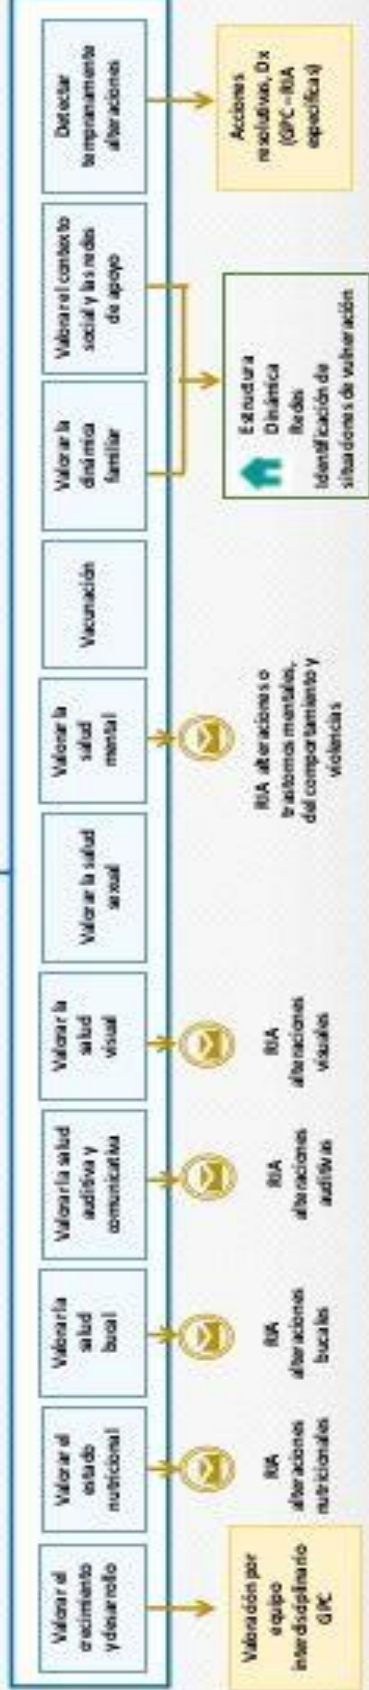 Valorar el
crecimiento
y desarrollo
Valorar el
estado
nutricional
Valorar la
salud
bucal
Valorar la salud
auditiva y
comunicativa
Valorar la
salud
visual
Valorar la salud
sexual
Valorar la
salud
mental
Vacunación
Valorar la
dinámica
familiar
Valorar el contexto
social y las redes
de apoyo
Detectar
tempranamente
alteraciones
Valoración por
equipo
interdisciplinario
GPC
RIA
alteraciones
nutricionales
RIA
alteraciones
bucales
RIA
alteraciones
auditivas
RIA
alteraciones
visuales
RIA alteraciones o
trastornos mentales,
del comportamiento y
violencias
Estructura
Dinámica
Redes
Identificación de
situaciones de vulneración
Acciones
resolutivas, Dx
(GPC – RIA
específicas)